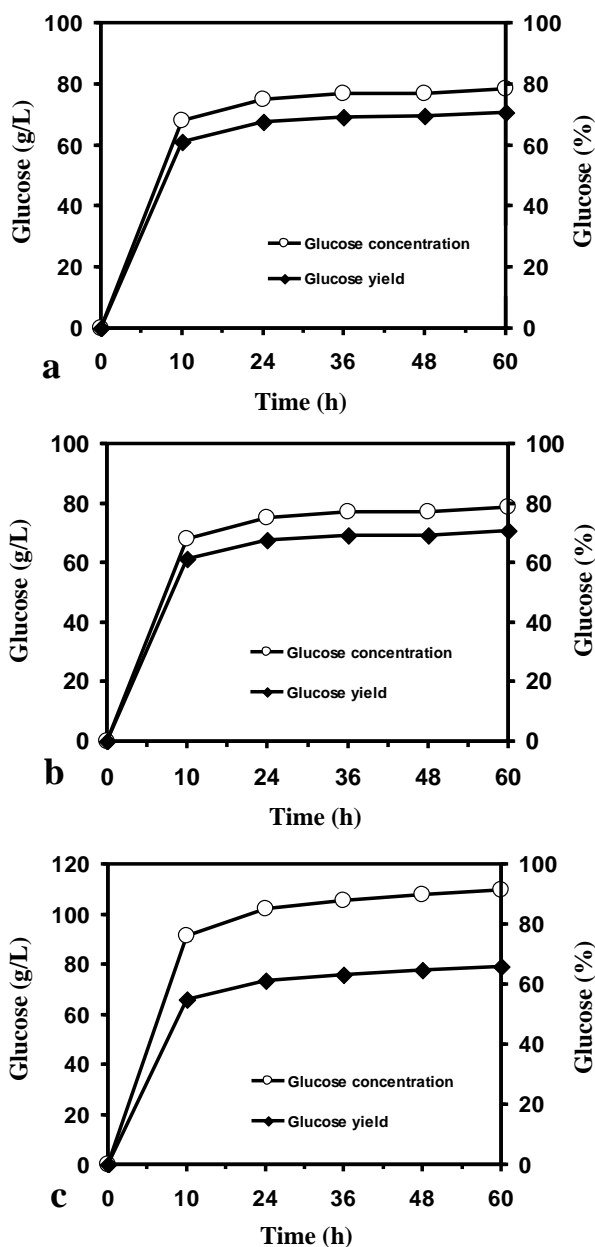 100 100
80 80
60 60
40 40
20 20
0 0
Glucose (g/L)
Glucose (%)
Glucose concentration
Glucose yield
0 10 24 36 48 60
a
Time (h)
100 100
80 80
60 60
40 40
20 20
0 0
Glucose (g/L)
Glucose (%)
Glucose concentration
Glucose yield
0 10 24 36 48 60
b
Time (h)
120 100
100 80
80 60
60 40
40 20
20 0
0
Glucose (g/L)
Glucose (%)
Glucose concentration
Glucose yield
0 10 24 36 48 60
c
Time (h)